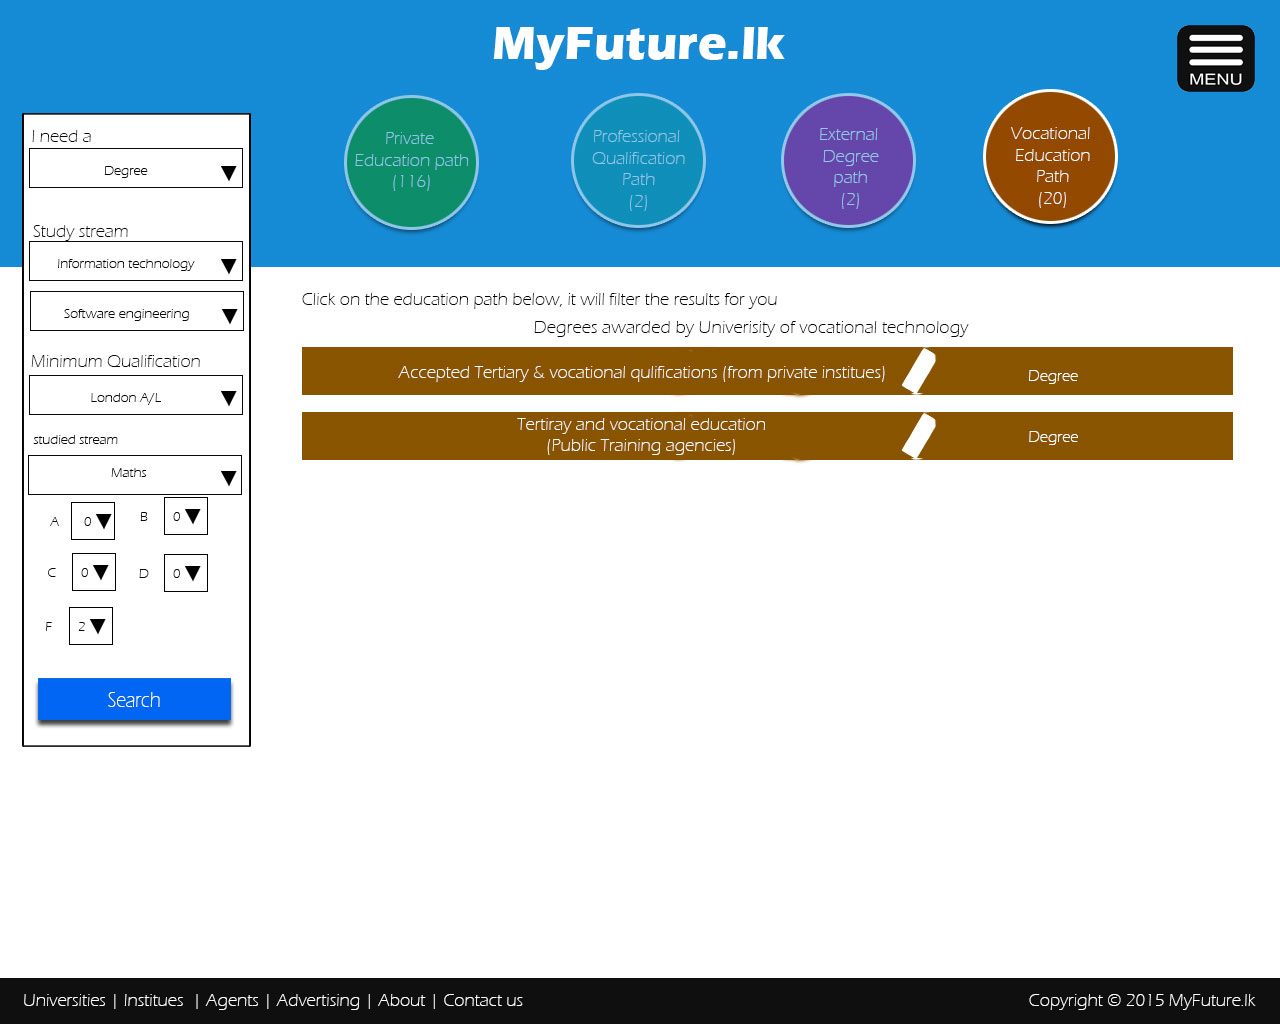 MyFuture.lk
MENU
Private
Education path
(116)
Professional
Qualification
Path
(2)
External
Degree
path
(2)
Vocational
Education
Path
(20)
I need a
Degree
Study stream
Information technology
Software engineering
Minimum Qualification
London A/L
studied stream
Maths
A 0 B 0
C 0 D 0
F 2
Search
Click on the education path below, it will filter the results for you
Degrees awarded by Univerisity of vocational technology
Accepted Tertiary & vocational qulifications (from private institues) Degree
Tertiray and vocational education
(Public Training agencies) Degree
Universities | Institues | Agents | Advertising | About | Contact us
Copyright © 2015 MyFuture.lk